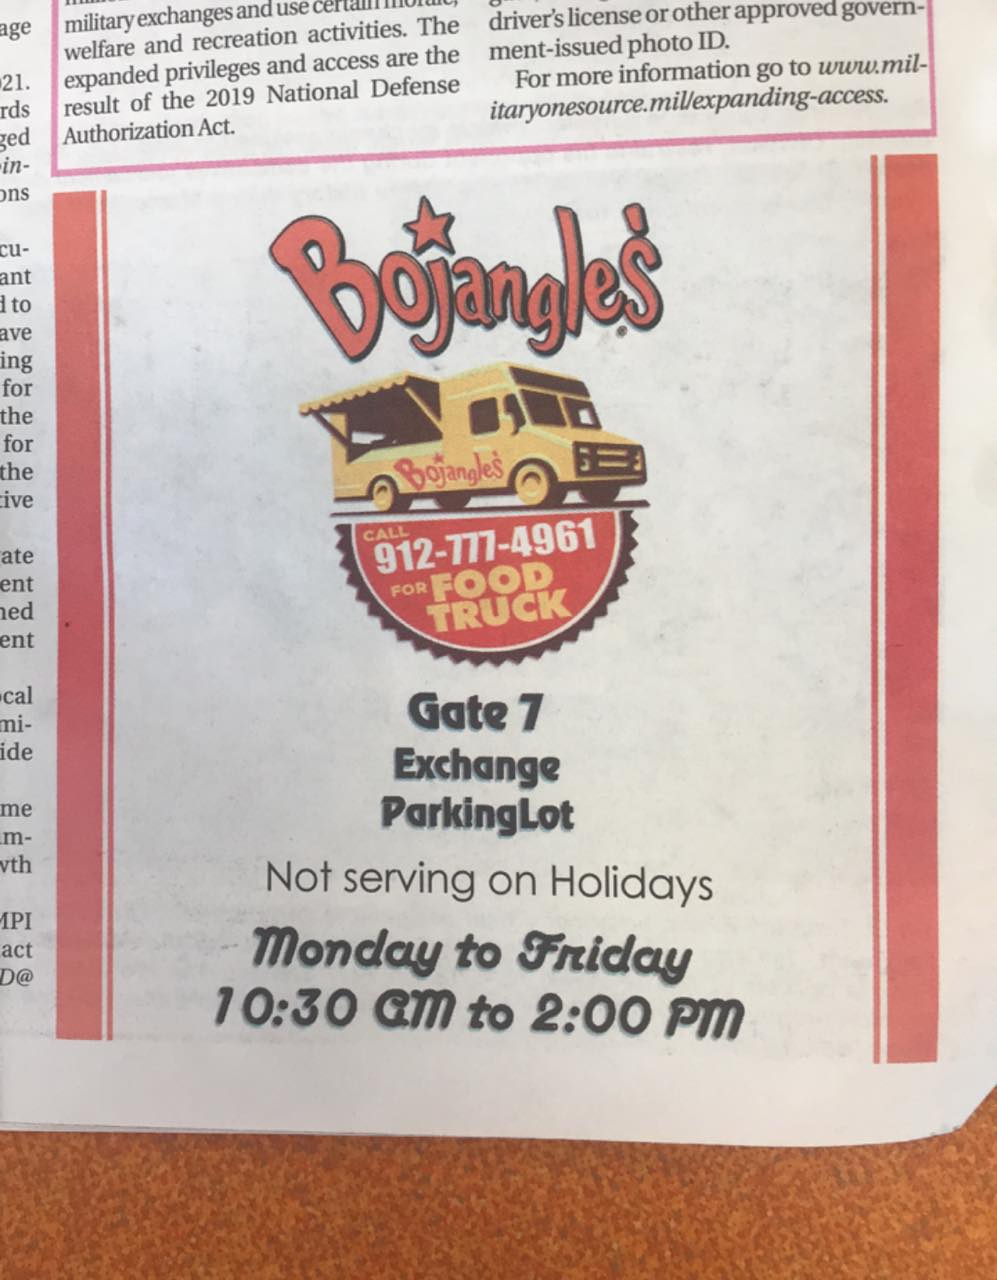 military exchanges and use certain morale,
welfare and recreation activities. The
expanded privileges and access are the
result of the 2019 National Defense
Authorization Act.
driver's license or other approved govern-
ment-issued photo ID.
For more information go to www.mil-
itaryonesource.mil/expanding-access.
age
021.
rds
ged
in-
ons
cu-
ant
d to
ave
ing
for
the
for
the
tive
ate
ent
ned
ent
ocal
mi-
ide
me
m-
wth
MPI
act
D@
Bojangles'
Bojangles'
CALL
912-777-4961
FOR FOOD
TRUCK
Gate 7
Exchange
ParkingLot
Not serving on Holidays
Monday to Friday
10:30 AM to 2:00 PM